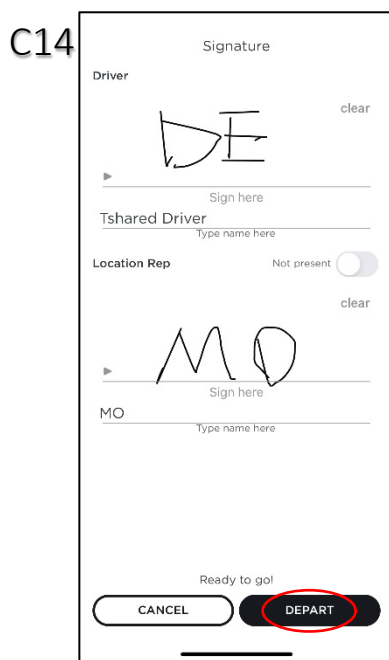 C14
Signature
Driver
clear
DE
Sign here
Tshared Driver
Type name here
Location Rep Not present
clear
MO
Sign here
MO
Type name here
Ready to go!
CANCEL DEPART